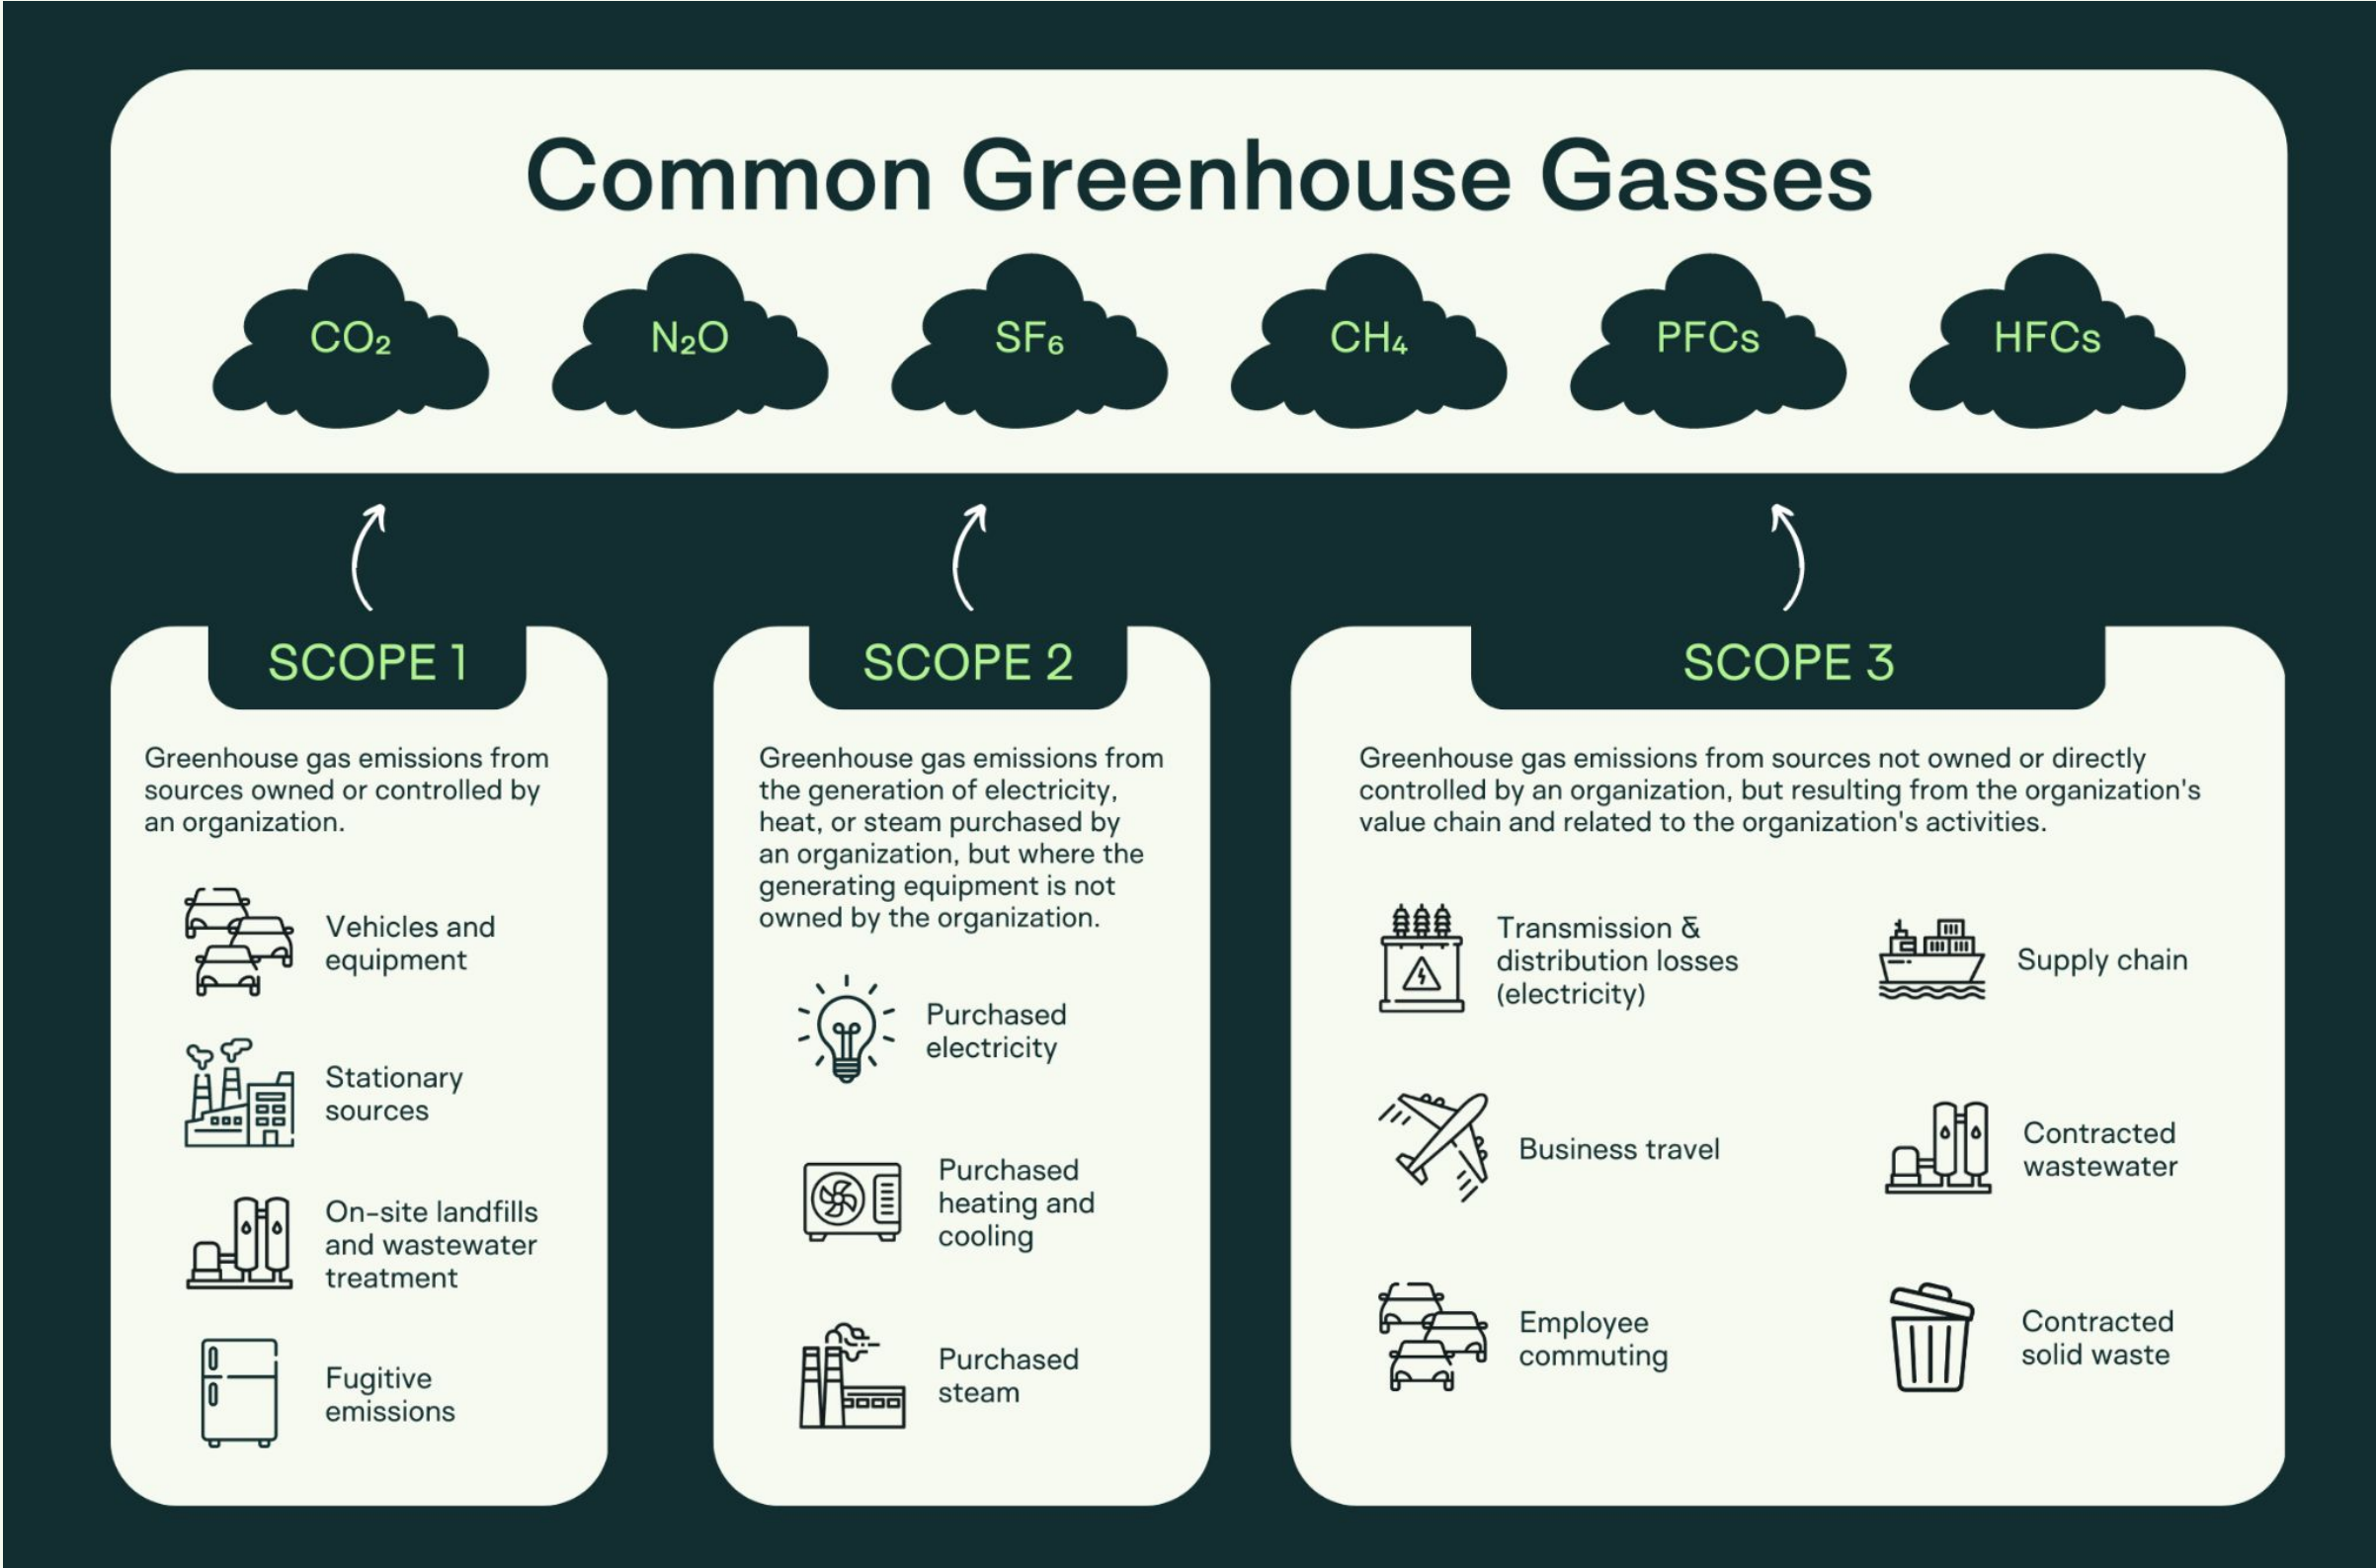 Common Greenhouse Gasses
CO₂
N₂O
SF₆
CH₄
PFCs
HFCs
SCOPE 1
Greenhouse gas emissions from
sources owned or controlled by
an organization.
Vehicles and
equipment
Stationary
sources
On-site landfills
and wastewater
treatment
Fugitive
emissions
SCOPE 2
Greenhouse gas emissions from
the generation of electricity,
heat, or steam purchased by
an organization, but where the
generating equipment is not
owned by the organization.
Purchased
electricity
Purchased
heating and
cooling
Purchased
steam
SCOPE 3
Greenhouse gas emissions from sources not owned or directly
controlled by an organization, but resulting from the organization's
value chain and related to the organization's activities.
Transmission &
distribution losses
(electricity)
Supply chain
Business travel
Contracted
wastewater
Employee
commuting
Contracted
solid waste